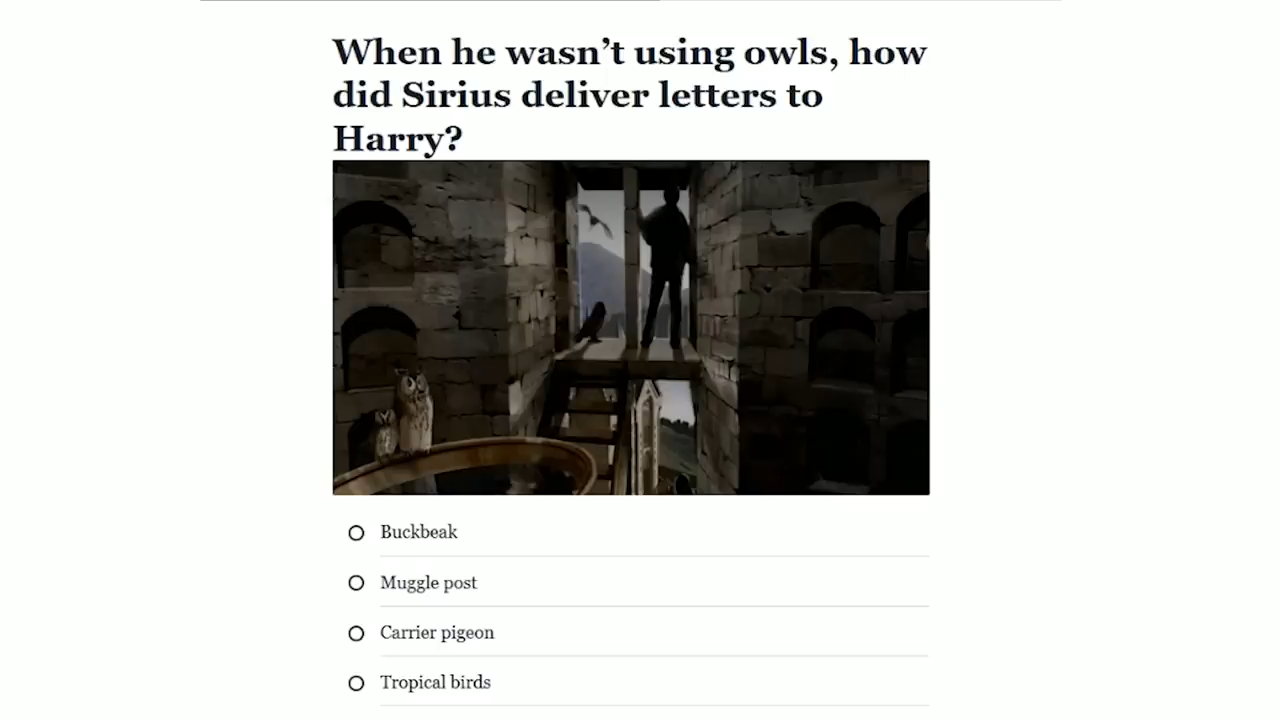 When he wasn’t using owls, how
did Sirius deliver letters to
Harry?
Buckbeak
Muggle post
Carrier pigeon
Tropical birds